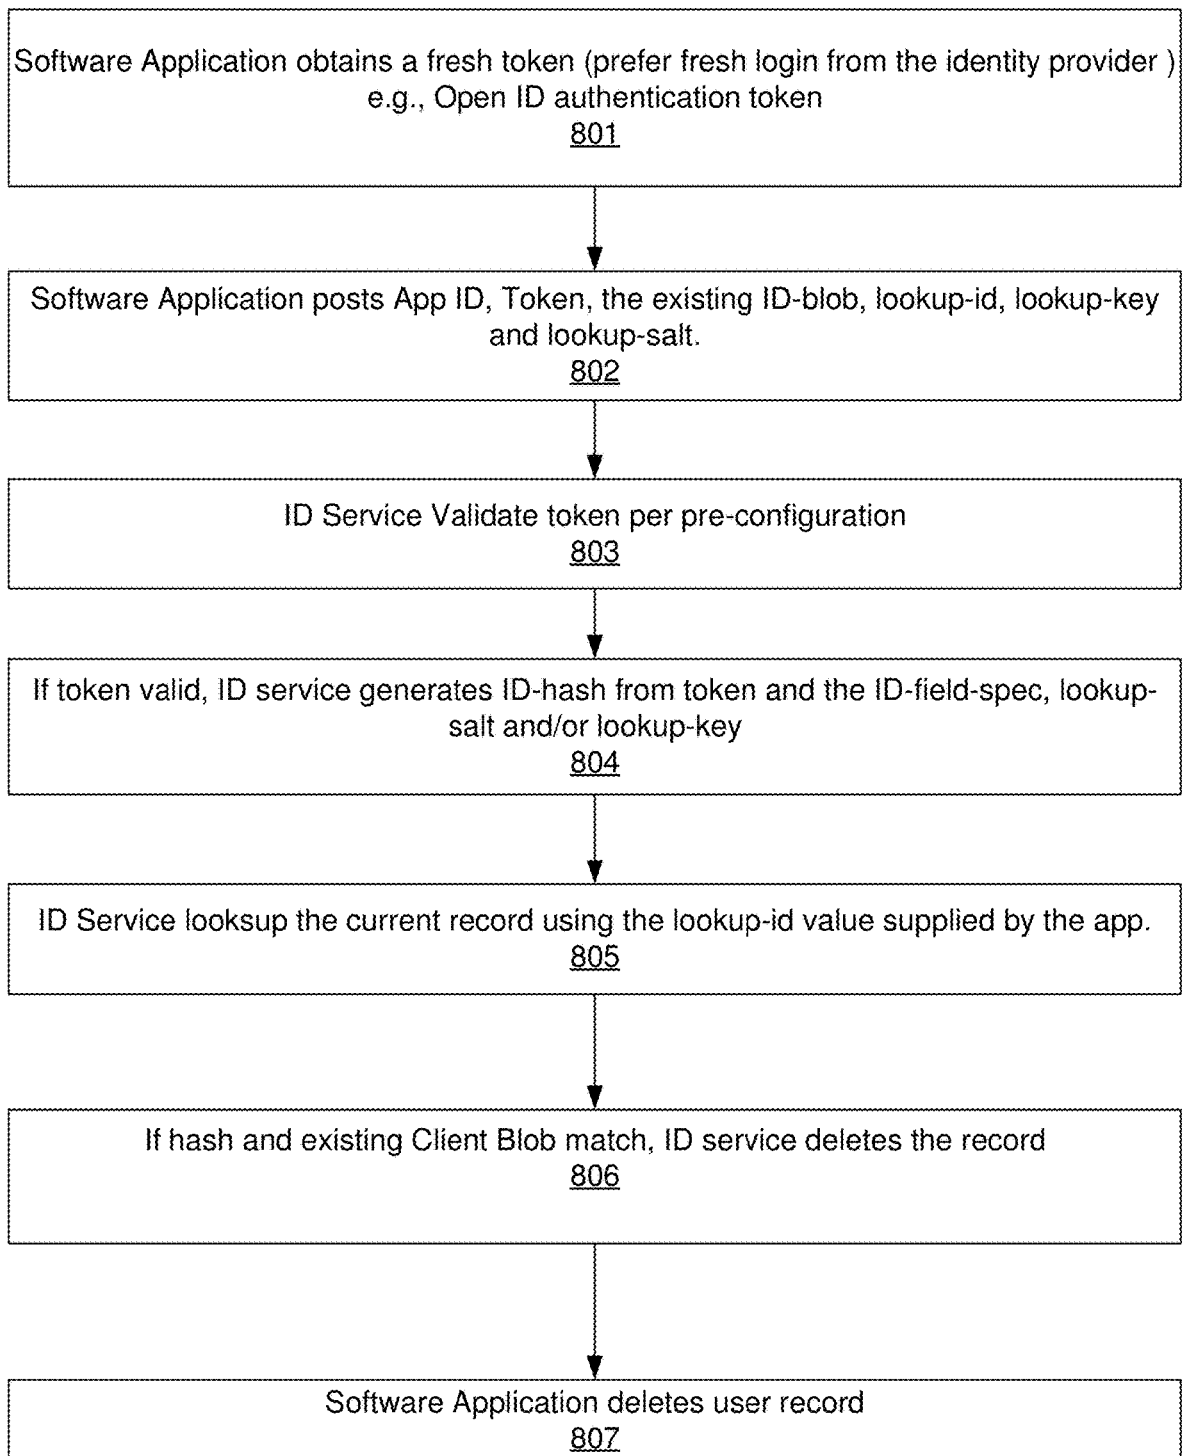 Software Application obtains a fresh token (prefer fresh login from the identity provider )
e.g., Open ID authentication token
801
Software Application posts App ID, Token, the existing ID-blob, lookup-id, lookup-key
and lookup-salt.
802
ID Service Validate token per pre-configuration
803
If token valid, ID service generates ID-hash from token and the ID-field-spec, lookup-
salt and/or lookup-key
804
ID Service looksup the current record using the lookup-id value supplied by the app.
805
If hash and existing Client Blob match, ID service deletes the record
806
Software Application deletes user record
807